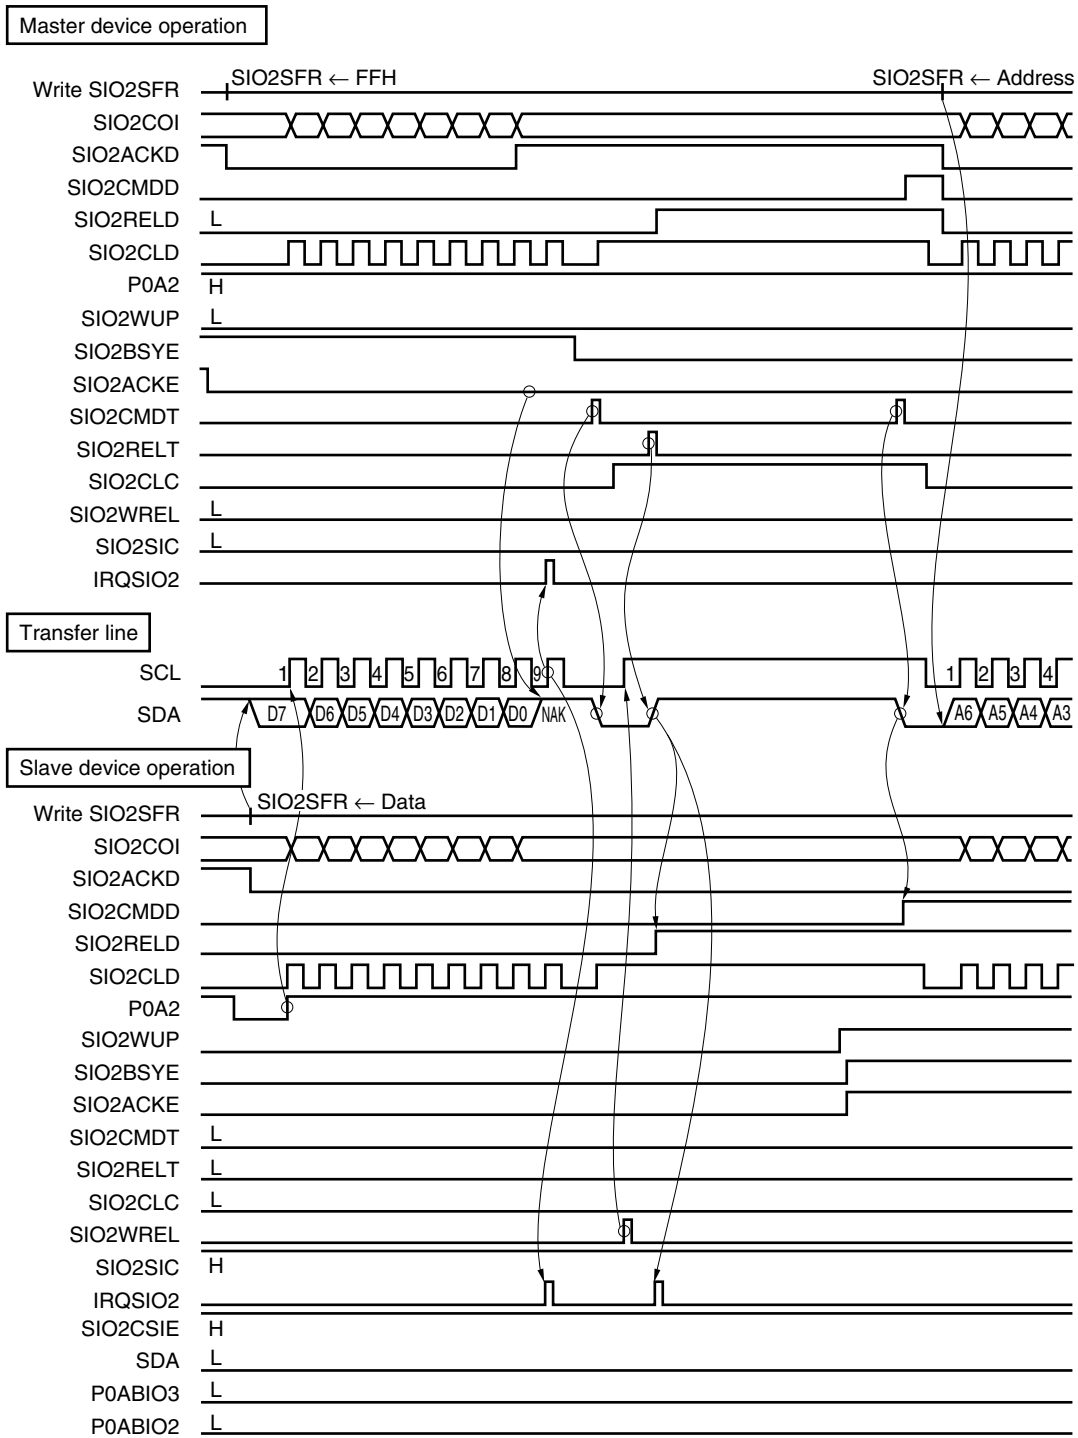 Master device operation
Write SIO2SFR SIO2SFR ← FFH SIO2SFR ← Address
SIO2COI
SIO2ACKD
SIO2CMDD
SIO2RELD L
SIO2CLD
P0A2 H
SIO2WUP L
SIO2BSYE
SIO2ACKE
SIO2CMDT
SIO2RELT
SIO2CLC
SIO2WREL L
SIO2SIC L
IRQSIO2
Transfer line
SCL 1 2 3 4 5 6 7 8 9 1 2 3 4
SDA D7 D6 D5 D4 D3 D2 D1 D0 NAK A6 A5 A4 A3
Slave device operation
Write SIO2SFR SIO2SFR ← Data
SIO2COI
SIO2ACKD
SIO2CMDD
SIO2RELD
SIO2CLD
P0A2
SIO2WUP
SIO2BSYE
SIO2ACKE
SIO2CMDT L
SIO2RELT L
SIO2CLC L
SIO2WREL
SIO2SIC H
IRQSIO2
SIO2CSIE H
SDA L
P0ABIO3 L
P0ABIO2 L